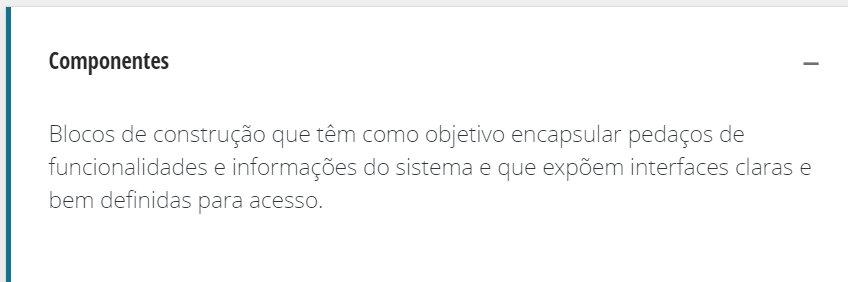 Componentes
Blocos de construção que têm como objetivo encapsular pedaços de
funcionalidades e informações do sistema e que expõem interfaces claras e
bem definidas para acesso.